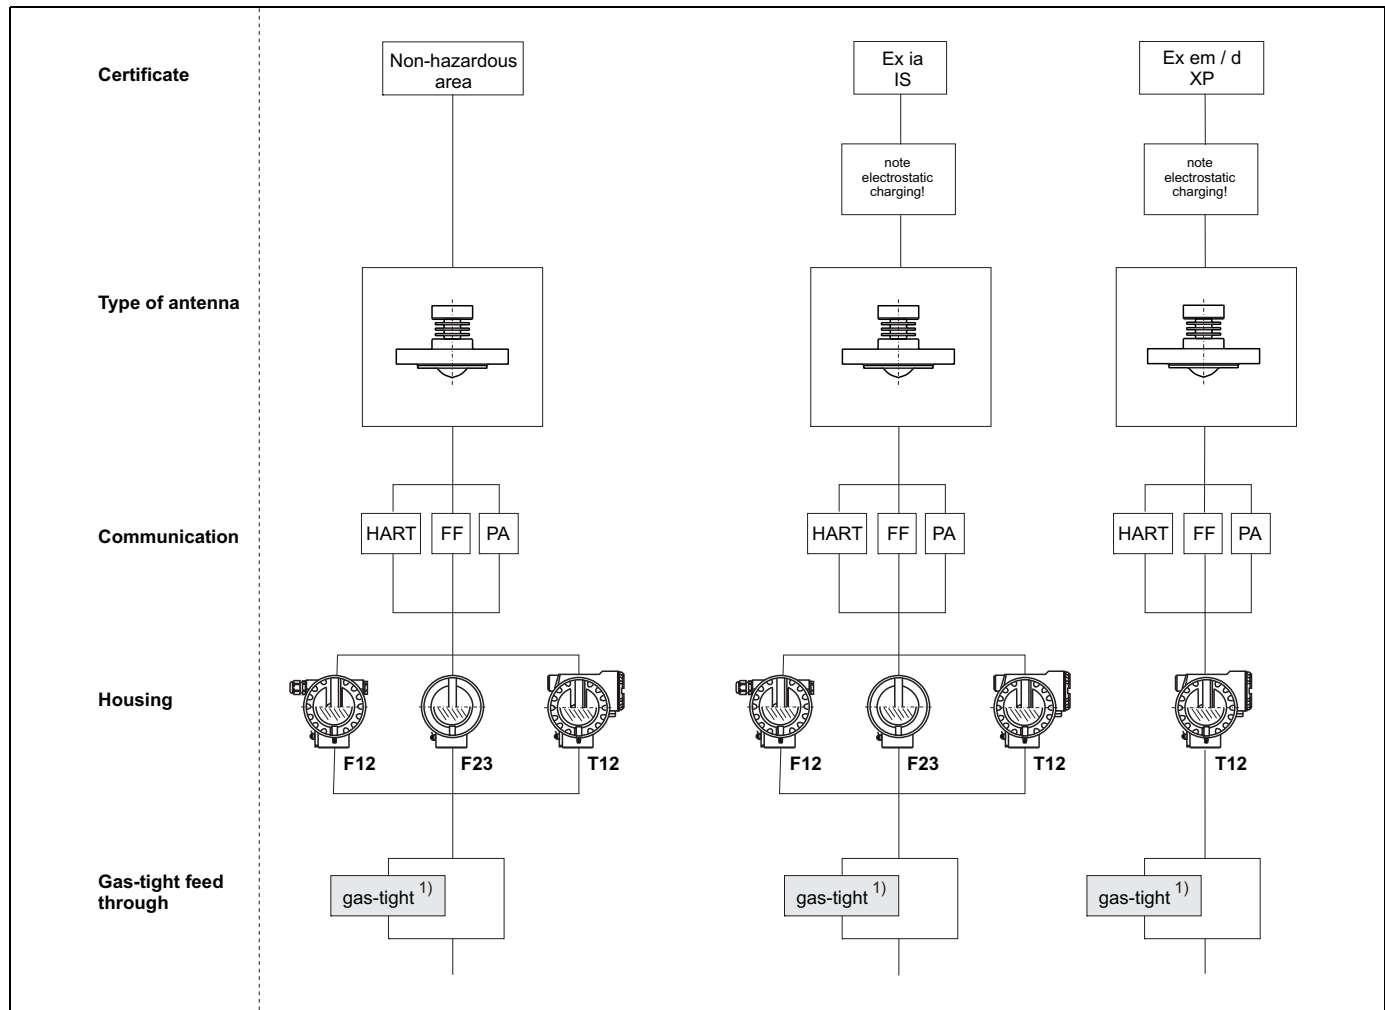 Certificate
Non-hazardous
area
Ex ia
IS
Ex em / d
XP
note
electrostatic
charging!
note
electrostatic
charging!
Type of antenna
Communication
HART
FF
PA
HART
FF
PA
HART
FF
PA
Housing
F12
F23
T12
F12
F23
T12
T12
Gas-tight feed
through
gas-tight 1)
gas-tight 1)
gas-tight 1)